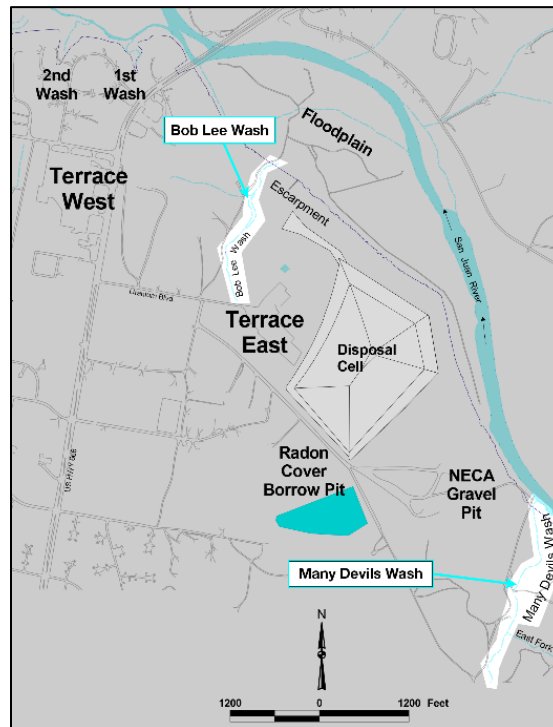 2nd
Wash
1st
Wash
Bob Lee Wash
Floodplain
Terrace
West
Escarpment
San Juan River
Bob Lee Wash
Terrace
East
Disposal
Cell
Radon
Cover
Borrow Pit
NECA
Gravel
Pit
Many Devils Wash
Many Devils Wash
East Fork
N
1200
0
1200 Feet